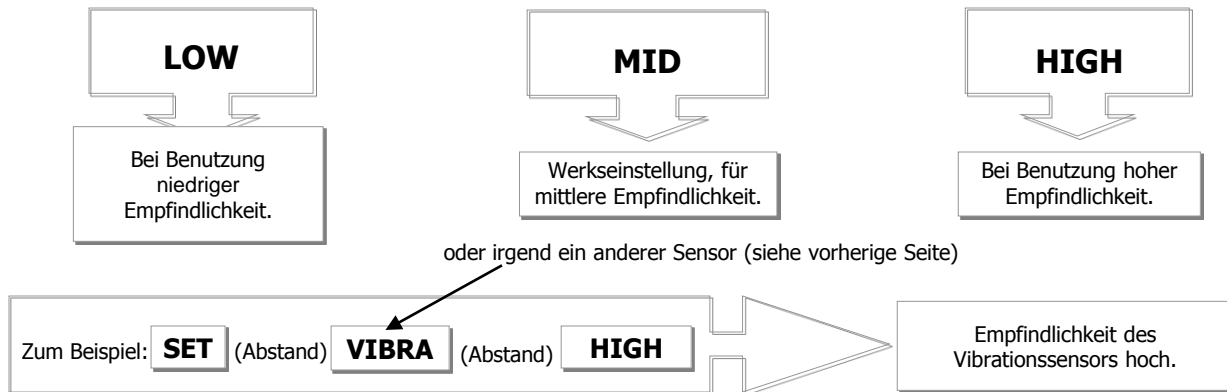 LOW
MID
HIGH
Bei Benutzung
niedriger
Empfindlichkeit.
Werkseinstellung, für
mittlere Empfindlichkeit.
Bei Benutzung hoher
Empfindlichkeit.
oder irgend ein anderer Sensor (siehe vorherige Seite)
Zum Beispiel: SET (Abstand) VIBRA (Abstand) HIGH
Empfindlichkeit des
Vibrationssensors hoch.